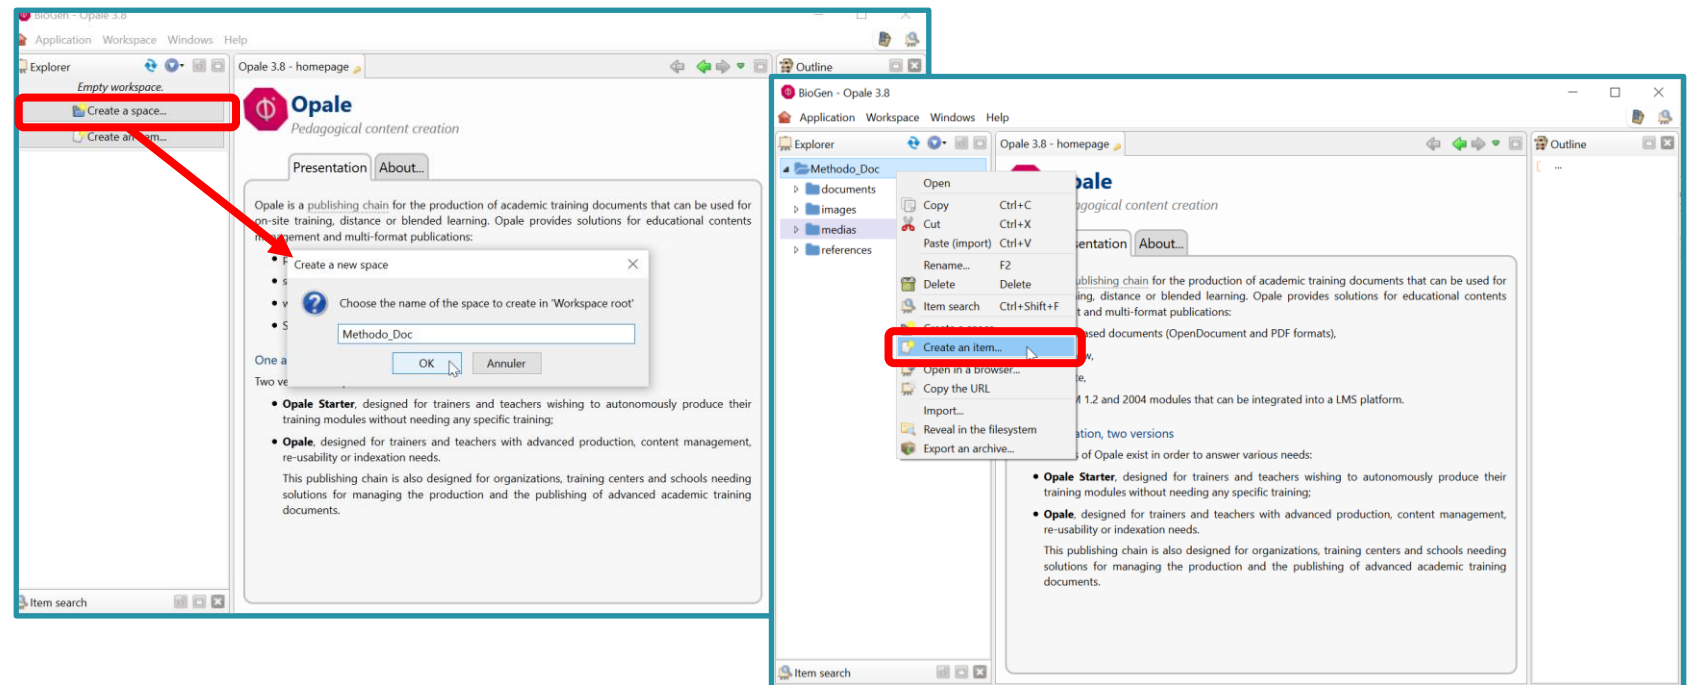 BioGen - Opale 3.8
Application Workspace Windows Help
Explorer
Opale 3.8 - homepage
Outline
Empty workspace.
Create a space...
Create an item...
Opale
Pedagogical content creation
Presentation
About...
Opale is a publishing chain for the production of academic training documents that can be used for
on-site training, distance or blended learning. Opale provides solutions for educational contents
management and multi-format publications:
Create a new space
Choose the name of the space to create in 'Workspace root'
Methodo_Doc
OK
Annuler
One a
Two ve
• Opale Starter, designed for trainers and teachers wishing to autonomously produce their
training modules without needing any specific training;
• Opale, designed for trainers and teachers with advanced production, content management,
re-usability or indexation needs.
This publishing chain is also designed for organizations, training centers and schools needing
solutions for managing the production and the publishing of advanced academic training
documents.
Item search
BioGen - Opale 3.8
Application Workspace Windows Help
Explorer
Opale 3.8 - homepage
Outline
...
Methodo_Doc
documents
images
medias
references
Open
Copy Ctrl+C
Cut Ctrl+X
Paste (import) Ctrl+V
Rename... F2
Delete Delete
Item search Ctrl+Shift+F
Create a space...
Create an item...
Open in a browser...
Copy the URL
Import...
Reveal in the filesystem
Export an archive...
pale
agogical content creation
sentation
About...
ublishing chain for the production of academic training documents that can be used for
ing, distance or blended learning. Opale provides solutions for educational contents
t and multi-format publications:
ased documents (OpenDocument and PDF formats),
w,
te,
M 1.2 and 2004 modules that can be integrated into a LMS platform.
ation, two versions
s of Opale exist in order to answer various needs:
• Opale Starter, designed for trainers and teachers wishing to autonomously produce their
training modules without needing any specific training;
• Opale, designed for trainers and teachers with advanced production, content management,
re-usability or indexation needs.
This publishing chain is also designed for organizations, training centers and schools needing
solutions for managing the production and the publishing of advanced academic training
documents.
Item search